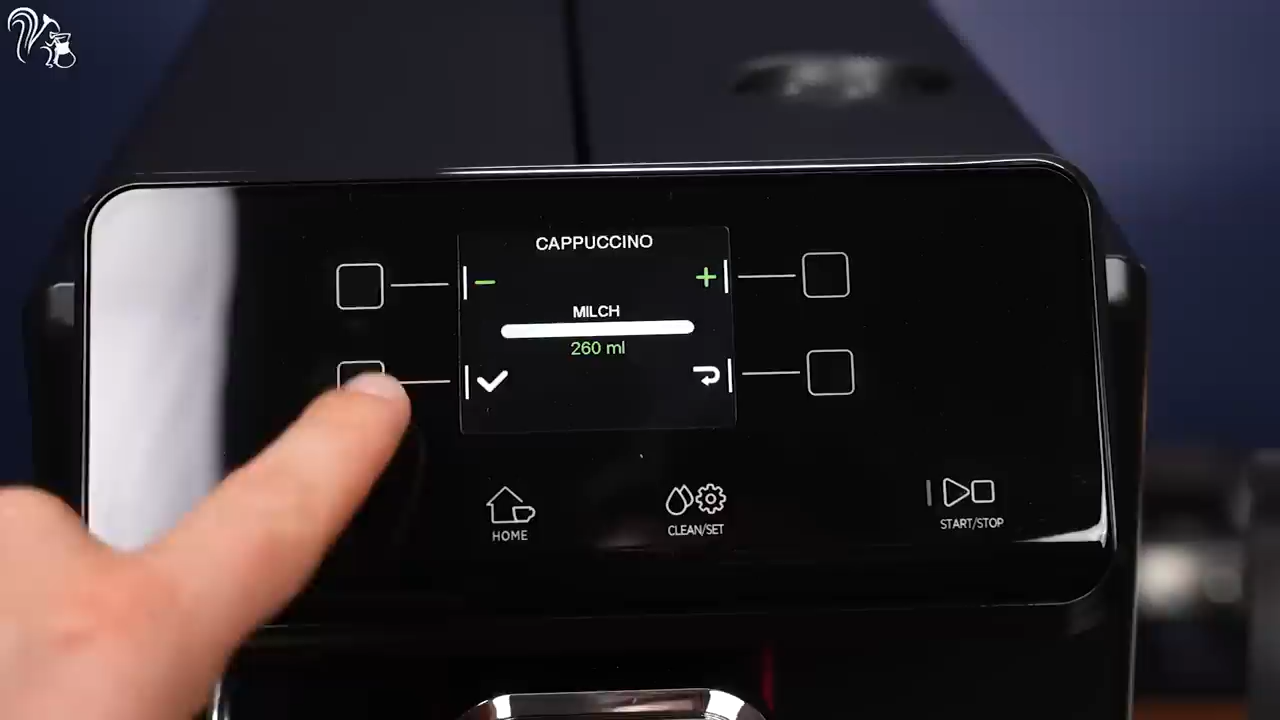 CAPPUCCINO
MILCH
260 ml
HOME
CLEAN/SET
START/STOP